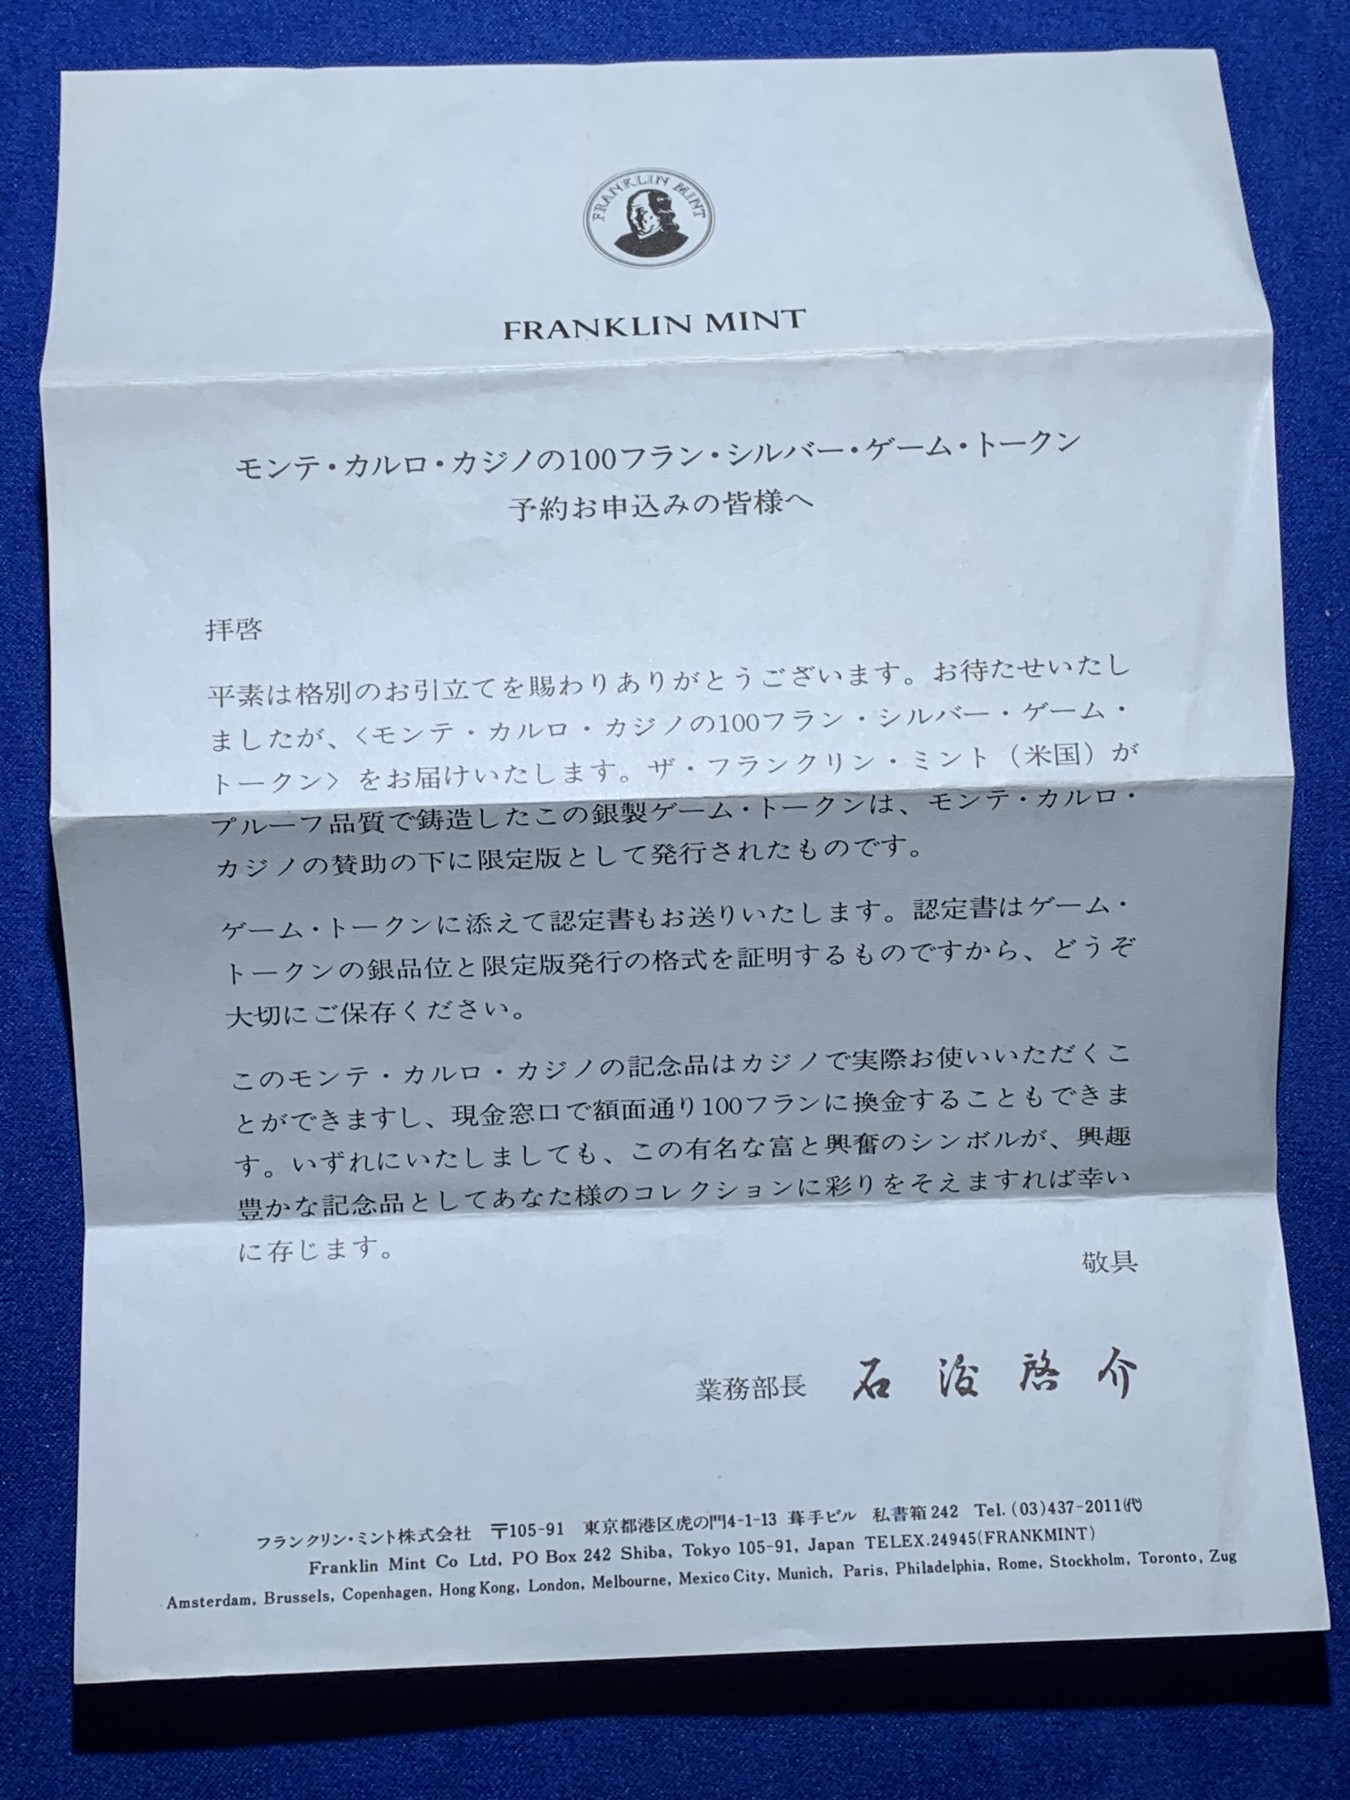 FRANKLIN MINT
FRANKLIN MINT
モンテ・カルロ・カジノの100フラン・シルバー・ゲーム・トークン
予約お申込みの皆様へ
拝啓
平素は格別のお引立てを賜わりありがとうございます。お待たせいたし
ましたが、〈モンテ・カルロ・カジノの100フラン・シルバー・ゲーム・
トークン〉をお届けいたします。ザ・フランクリン・ミント（米国）が
プルーフ品質で鋳造したこの銀製ゲーム・トークンは、モンテ・カルロ・
カジノの賛助の下に限定版として発行されたものです。
ゲーム・トークンに添えて認定書もお送りいたします。認定書はゲーム・
トークンの銀品位と限定版発行の格式を証明するものですから、どうぞ
大切にご保存ください。
このモンテ・カルロ・カジノの記念品はカジノで実際お使いいただくこ
とができますし、現金窓口で額面通り100フランに換金することもできま
す。いずれにいたしましても、この有名な富と興奮のシンボルが、興趣
豊かな記念品としてあなた様のコレクションに彩りをそえますれば幸い
に存じます。
敬具
業務部長 石 啓 介
フランクリン・ミント株式会社 〒105-91 東京都港区虎の門4-1-13 葺手ビル 私書箱242 Tel. (03)437-2011(代)
Franklin Mint Co Ltd, PO Box 242 Shiba, Tokyo 105-91, Japan TELEX.24945(FRANKMINT)
Amsterdam, Brussels, Copenhagen, Hong Kong, London, Melbourne, Mexico City, Munich, Paris, Philadelphia, Rome, Stockholm, Toronto, Zug